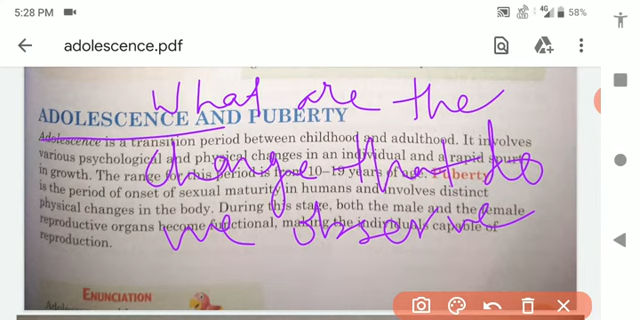 5:28 PM
4G 58%
adolescence.pdf
What are the
ADOLESCENCE AND PUBERTY
Adolescence is a transition period between childhood and adulthood. It involves
various psychological and physical changes in an individual and a rapid spurt
change that do
in growth. The range for this period is from 10–19 years of age. Puberty
is the period of onset of sexual maturity in humans and involves distinct
physical changes in the body. During this stage, both the male and the female
we observe
reproductive organs become functional, making the individuals capable of
reproduction.
ENUNCIATION